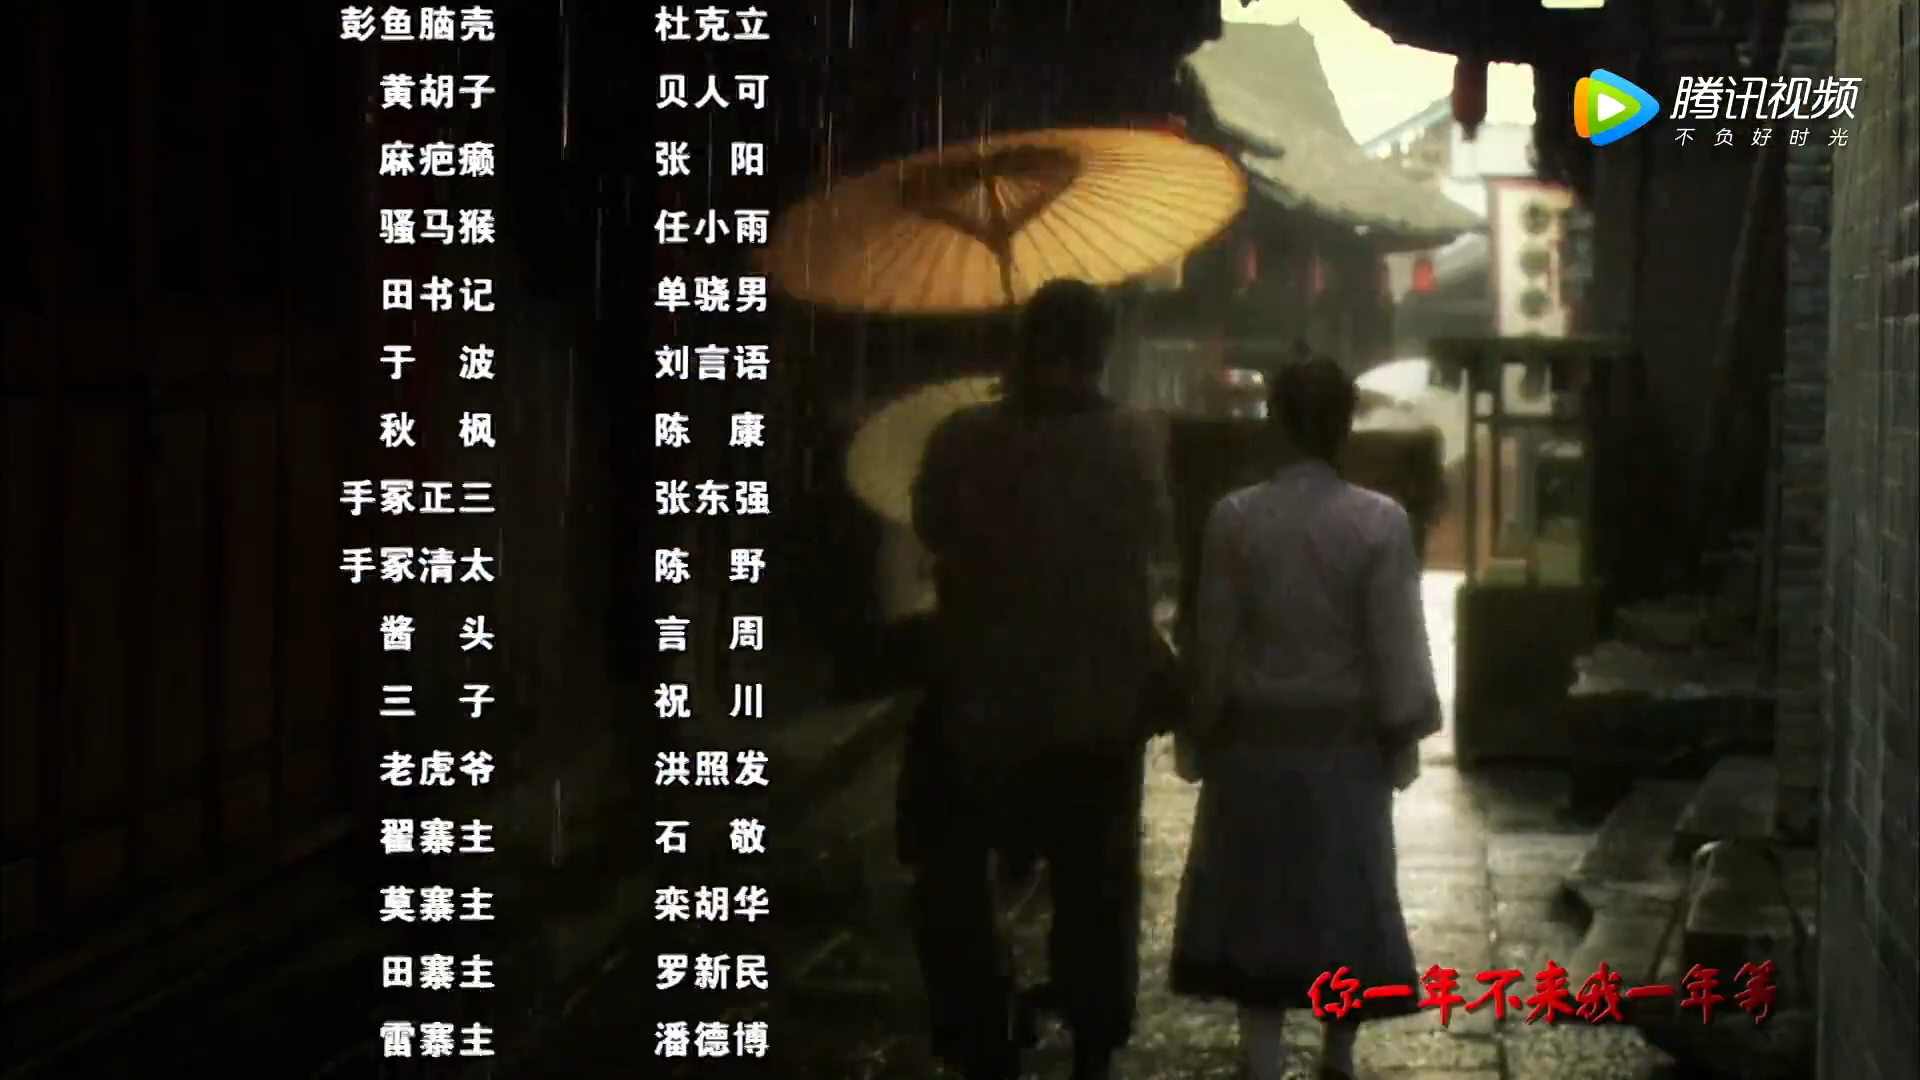 彭鱼脑壳 杜克立
黄胡子 贝人可
麻疤癞 张阳
骚马猴 任小雨
田书记 单骁男
于波 刘言语
秋枫 陈康
手冢正三 张东强
手冢清太 陈野
酱头 言周
三子 祝川
老虎爷 洪照发
翟寨主 石敬
莫寨主 栾胡华
田寨主 罗新民
雷寨主 潘德博
腾讯视频
不负好时光
你一年不来我一年等